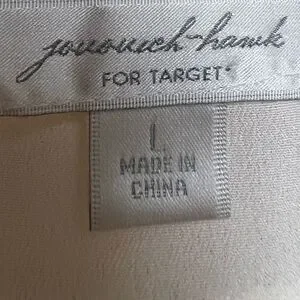 jovovich-hawk
FOR TARGET*
L
MADE IN
CHINA